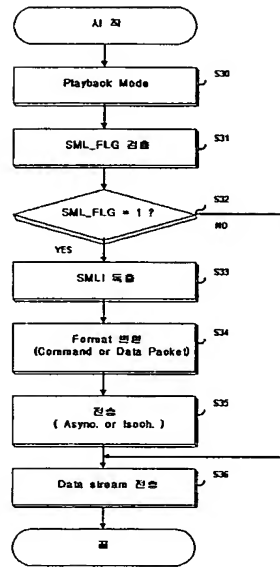 시 작
Playback Mode
S30
SML_FLG 검출
S31
SML_FLG = 1 ?
S32
NO
YES
SMLI 독출
S33
Format 변환
(Command or Data Packet)
S34
전송
( Async. or Isoch. )
S35
Data stream 전송
S36
끝